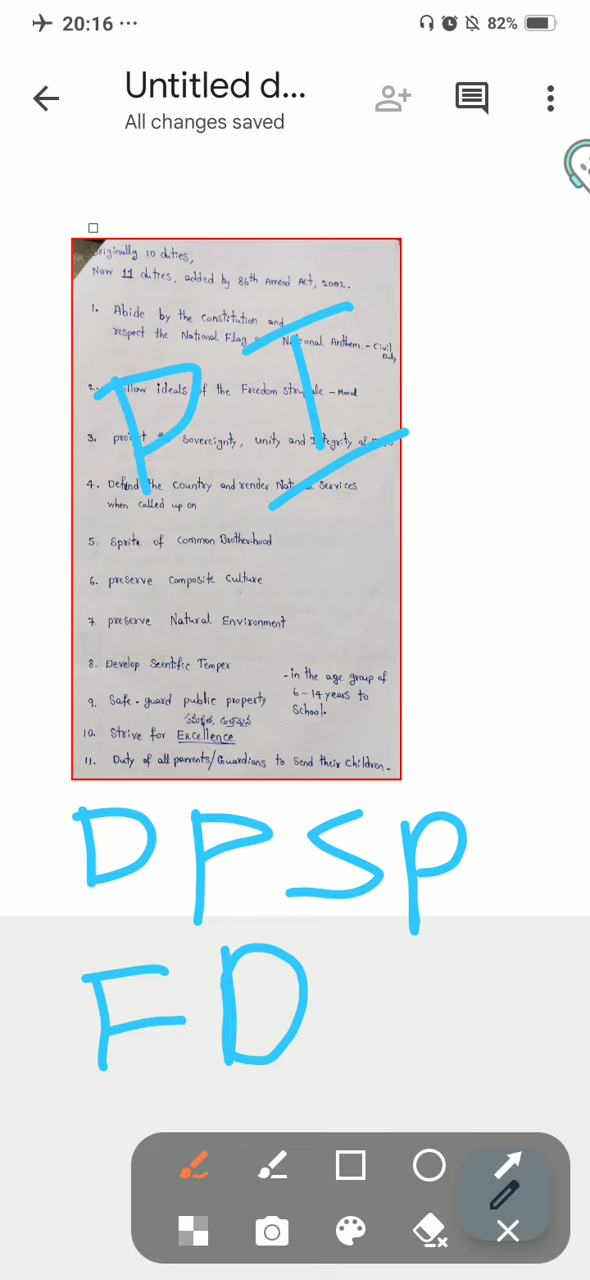 20:16 ...
82%
Untitled d...
All changes saved
originally 10 duties,
Now 11 duties, added by 86th Amend Act, 2002.
1. Abide by the constitution and
respect the National Flag National Anthem. - Civil
Duty
2. Follow ideals of the Freedom struggle - Moral
3. protect the Sovereignty, unity and Integrity of
4. Defend the Country and render National Services
when called up on
5. Sprite of Common Brotherhood
6. preserve Composite Culture
7. preserve Natural Environment
8. Develop Scentific Temper
- in the age group of
9. Safe-guard public property
6-14 years to
School.
10. Strive for Excellence
11. Duty of all parents/Guardians to Send their children -
P I
DPSP
FD